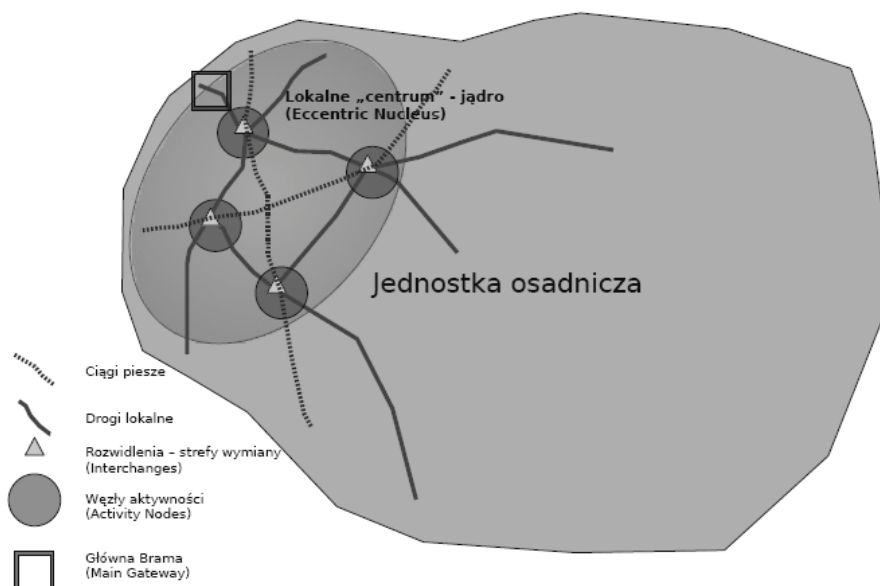 Lokalne „centrum” - jądro
(Eccentric Nucleus)
Jednostka osadnicza
Ciągi piesze
Drogi lokalne
Rozwidlenia – strefy wymiany
(Interchanges)
Węzły aktywności
(Activity Nodes)
Główna Brama
(Main Gateway)